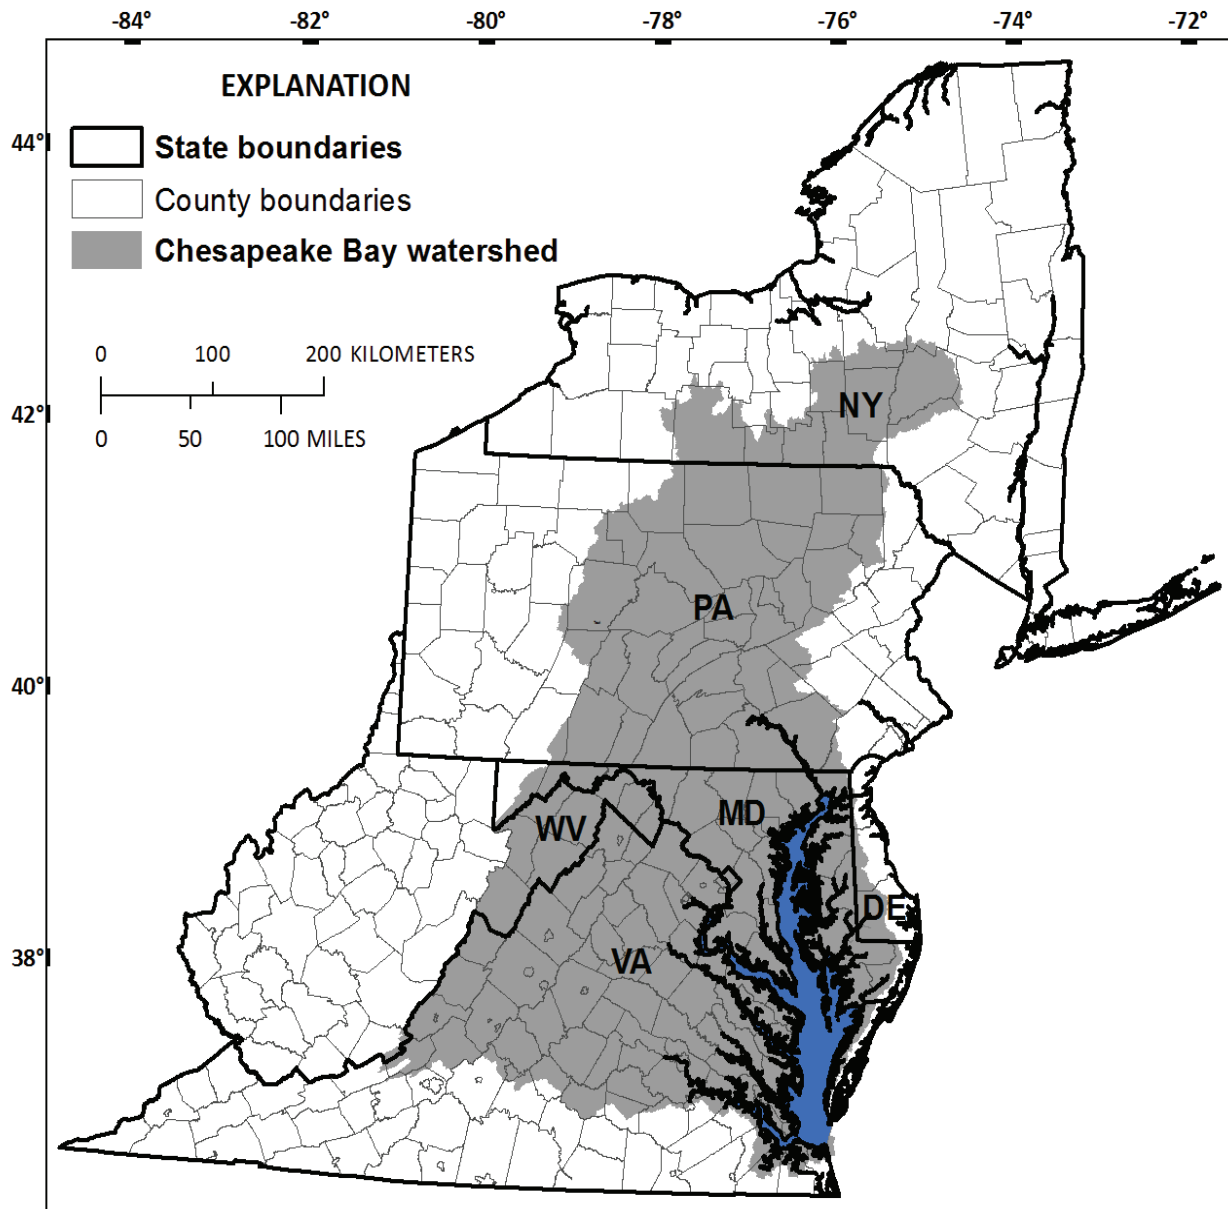 -84° -82° -80° -78° -76° -74° -72°
EXPLANATION
State boundaries
County boundaries
Chesapeake Bay watershed
0 100 200 KILOMETERS
0 50 100 MILES
44°
42°
40°
38°
NY
PA
MD
WV
DE
VA